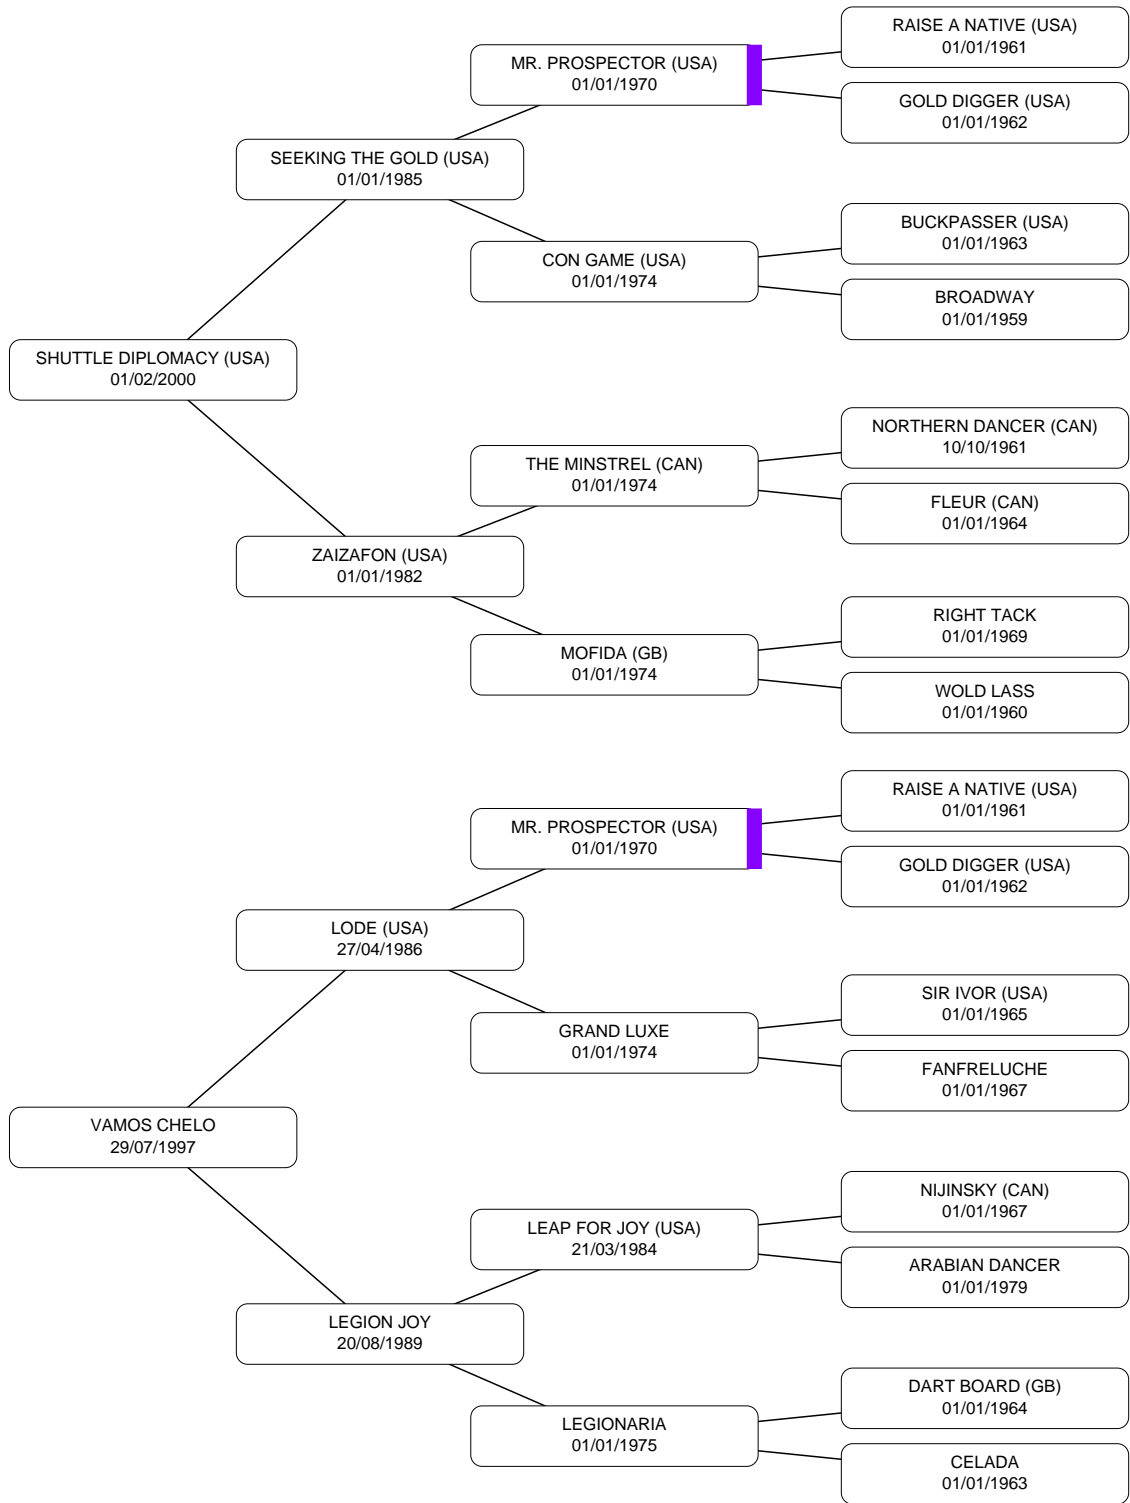 RAISE A NATIVE (USA)
01/01/1961
MR. PROSPECTOR (USA)
01/01/1970
GOLD DIGGER (USA)
01/01/1962
SEEKING THE GOLD (USA)
01/01/1985
BUCKPASSER (USA)
01/01/1963
CON GAME (USA)
01/01/1974
BROADWAY
01/01/1959
SHUTTLE DIPLOMACY (USA)
01/02/2000
NORTHERN DANCER (CAN)
10/10/1961
THE MINSTREL (CAN)
01/01/1974
FLEUR (CAN)
01/01/1964
ZAIZAFON (USA)
01/01/1982
RIGHT TACK
01/01/1969
MOFIDA (GB)
01/01/1974
WOLD LASS
01/01/1960
RAISE A NATIVE (USA)
01/01/1961
MR. PROSPECTOR (USA)
01/01/1970
GOLD DIGGER (USA)
01/01/1962
LODE (USA)
27/04/1986
SIR IVOR (USA)
01/01/1965
GRAND LUXE
01/01/1974
FANFRELUCHE
01/01/1967
VAMOS CHELO
29/07/1997
NIJINSKY (CAN)
01/01/1967
LEAP FOR JOY (USA)
21/03/1984
ARABIAN DANCER
01/01/1979
LEGION JOY
20/08/1989
DART BOARD (GB)
01/01/1964
LEGIONARIA
01/01/1975
CELADA
01/01/1963